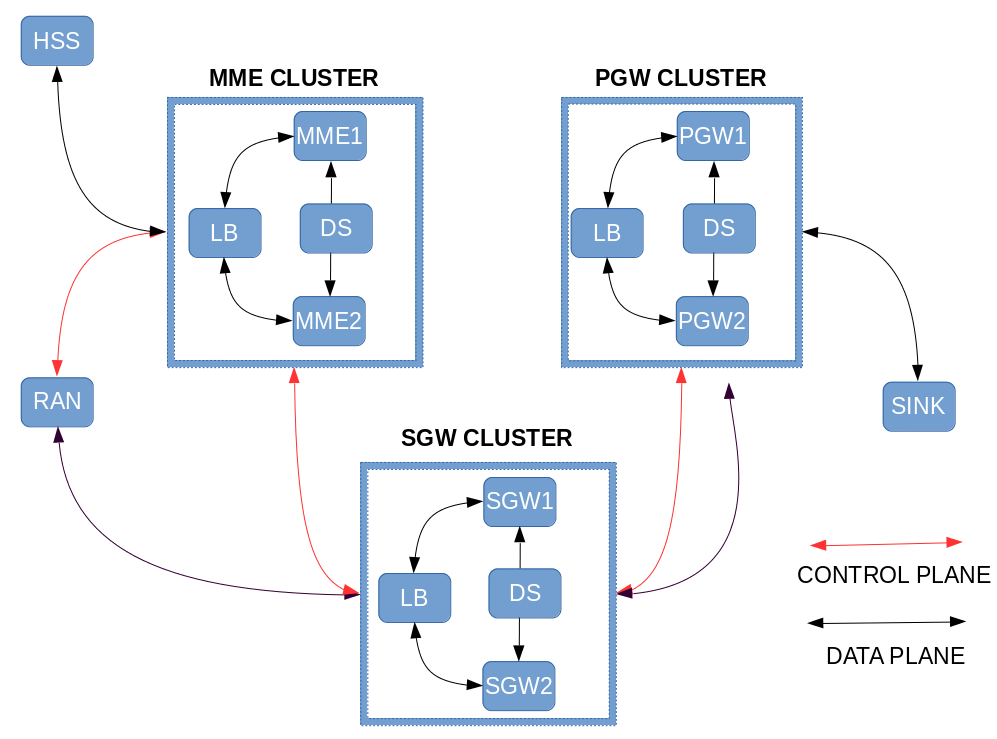 HSS
MME CLUSTER
PGW CLUSTER
MME1
PGW1
LB
DS
LB
DS
MME2
PGW2
RAN
SINK
SGW CLUSTER
SGW1
LB
DS
SGW2
CONTROL PLANE
DATA PLANE